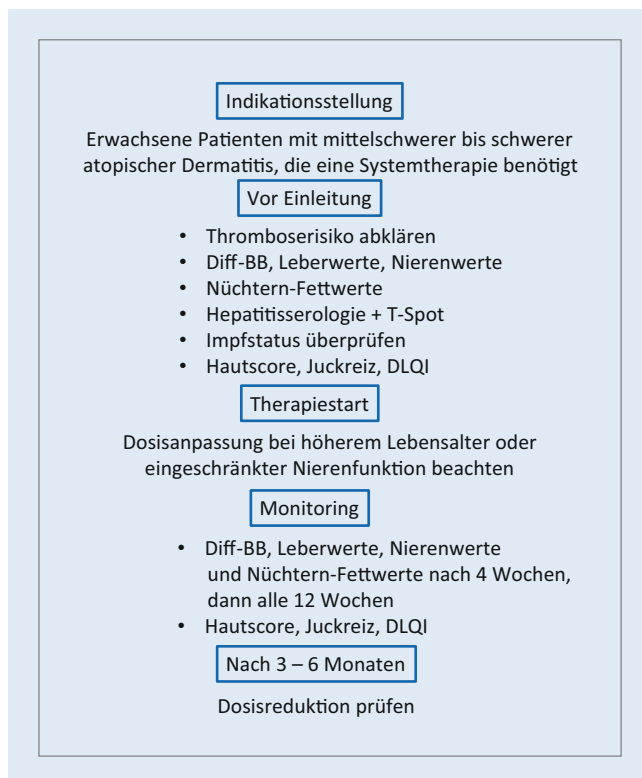 Indikationsstellung
Erwachsene Patienten mit mittelschwerer bis schwerer
atopischer Dermatitis, die eine Systemtherapie benötigt
Vor Einleitung
• Thromboserisiko abklären
• Diff-BB, Leberwerte, Nierenwerte
• Nüchtern-Fettwerte
• Hepatitisserologie + T-Spot
• Impfstatus überprüfen
• Hautscore, Juckreiz, DLQI
Therapiestart
Dosisanpassung bei höherem Lebensalter oder
eingeschränkter Nierenfunktion beachten
Monitoring
• Diff-BB, Leberwerte, Nierenwerte
und Nüchtern-Fettwerte nach 4 Wochen,
dann alle 12 Wochen
• Hautscore, Juckreiz, DLQI
Nach 3 – 6 Monaten
Dosisreduktion prüfen